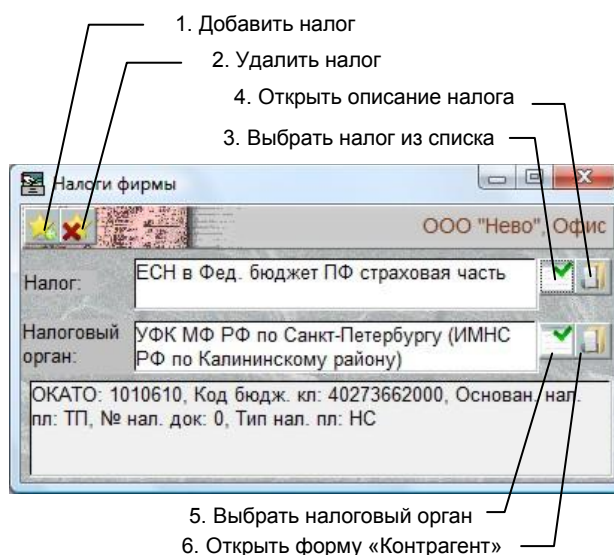 1. Добавить налог
2. Удалить налог
4. Открыть описание налога
3. Выбрать налог из списка
Налоги фирмы
ООО "Нево", Офис
Налог:
ЕСН в Фед. бюджет ПФ страховая часть
Налоговый орган:
УФК МФ РФ по Санкт-Петербургу (ИМНС
РФ по Калининскому району)
ОКАТО: 1010610, Код бюдж. кл: 40273662000, Основан. нал.
пл: ТП, № нал. док: 0, Тип нал. пл: НС
5. Выбрать налоговый орган
6. Открыть форму «Контрагент»